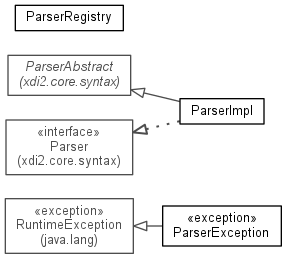 ParserRegistry
ParserAbstract
(xdi2.core.syntax)
ParserImpl
«interface»
Parser
(xdi2.core.syntax)
«exception»
RuntimeException
(java.lang)
«exception»
ParserException